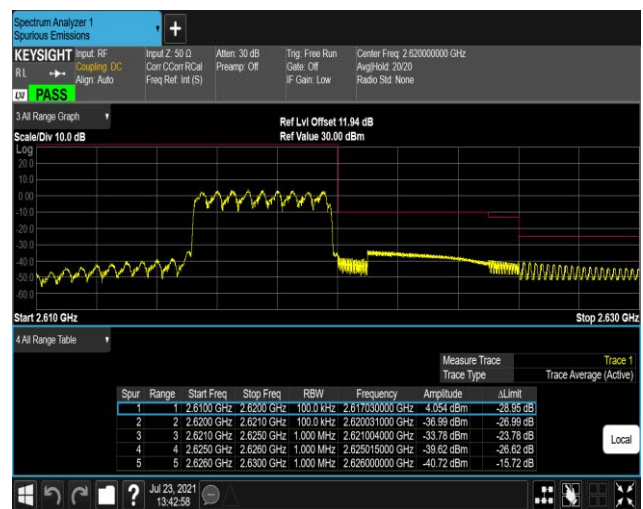 Spectrum Analyzer 1
Spurious Emissions
+
KEYSIGHT Input: RF Input Z: 50 Ω Atten: 30 dB Trig: Free Run Center Freq: 2.620000000 GHz
RL Coupling: DC Corr CCorr RCal Preamp: Off Gate: Off Avg|Hold: 20/20
Align: Auto Freq Ref: Int (S) IF Gain: Low Radio Std: None
LXI PASS
3 All Range Graph
Ref Lvl Offset 11.94 dB
Scale/Div 10.0 dB Ref Value 30.00 dBm
Log
20.0
10.0
0.00
-10.0
-20.0
-30.0
-40.0
-50.0
-60.0
Start 2.610 GHz Stop 2.630 GHz
4 All Range Table
Measure Trace Trace 1
Trace Type Trace Average (Active)
Spur Range Start Freq Stop Freq RBW Frequency Amplitude ΔLimit
1 1 2.6100 GHz 2.6200 GHz 100.0 kHz 2.617030000 GHz 4.054 dBm -28.95 dB
2 2 2.6200 GHz 2.6210 GHz 100.0 kHz 2.620031000 GHz -36.99 dBm -26.99 dB
3 3 2.6210 GHz 2.6250 GHz 1.000 MHz 2.621004000 GHz -33.78 dBm -23.78 dB
4 4 2.6250 GHz 2.6260 GHz 1.000 MHz 2.625015000 GHz -39.62 dBm -26.62 dB
5 5 2.6260 GHz 2.6300 GHz 1.000 MHz 2.626000000 GHz -40.72 dBm -15.72 dB
Local
? Jul 23, 2021
13:42:58